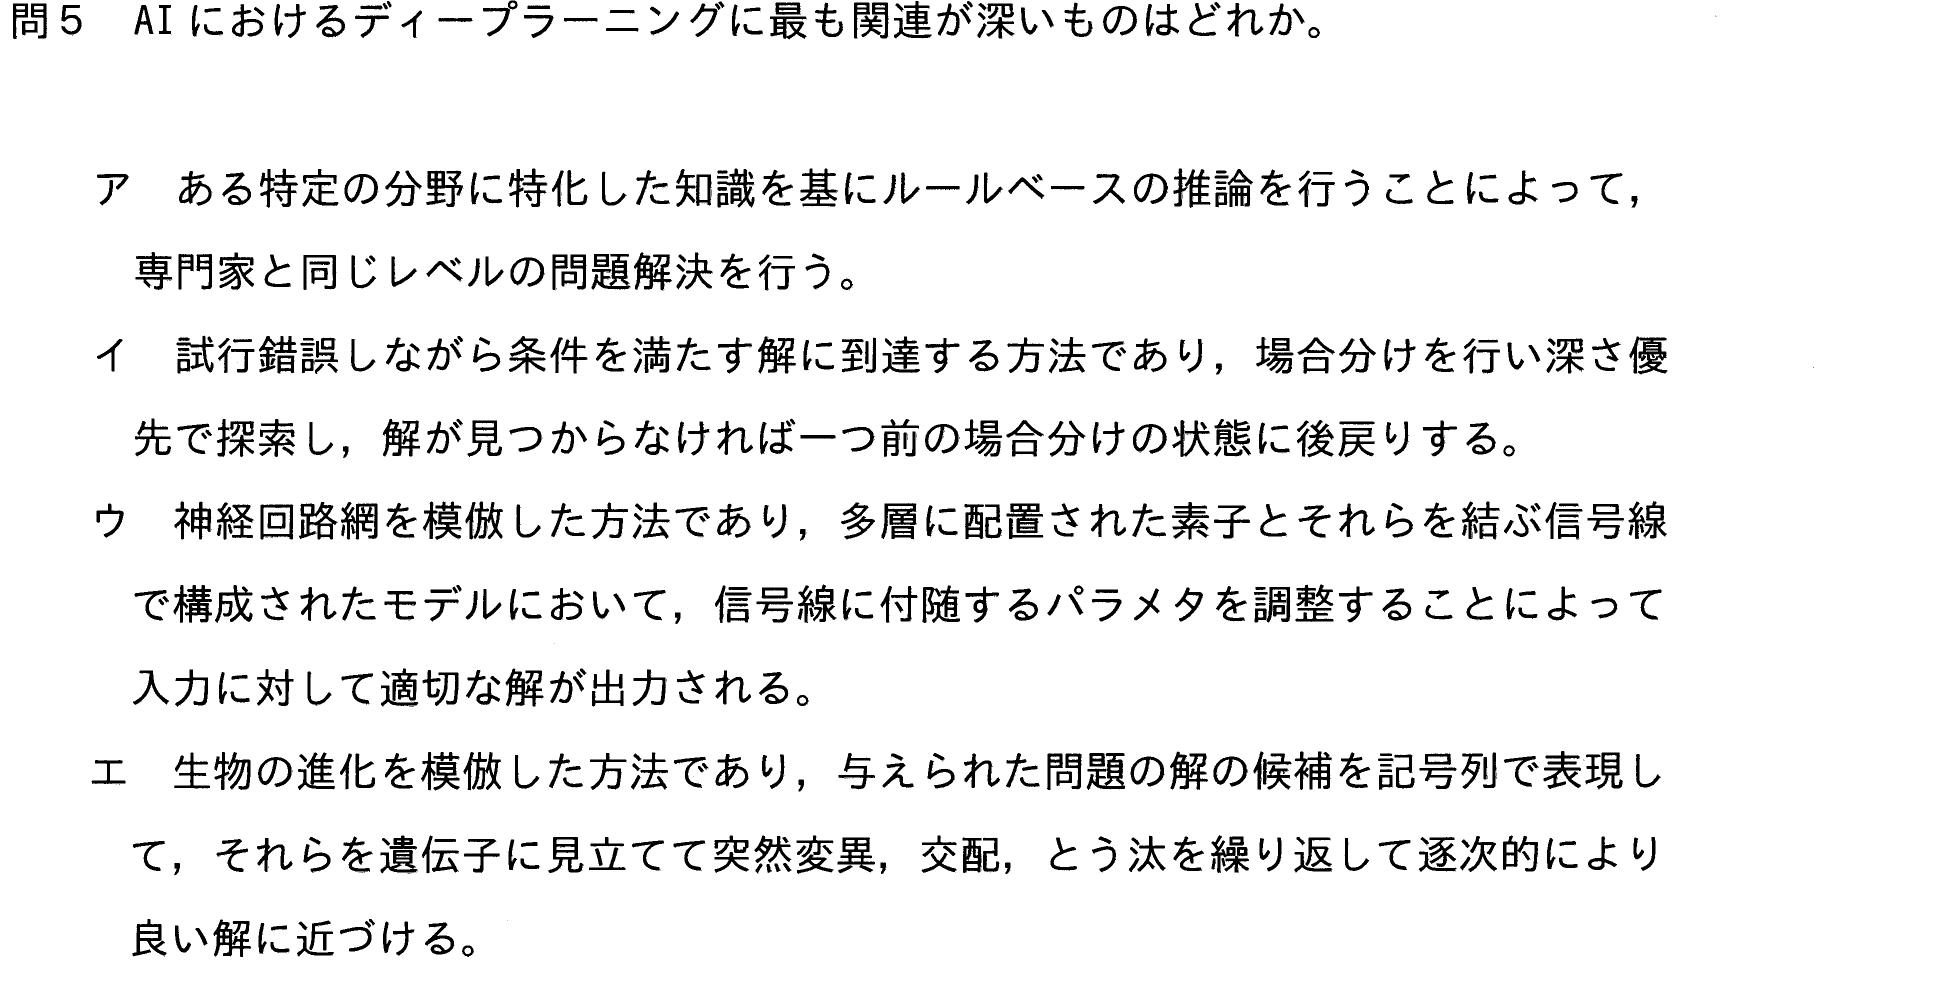 問５　AI におけるディープラーニングに最も関連が深いものはどれか。
ア　ある特定の分野に特化した知識を基にルールベースの推論を行うことによって，
専門家と同じレベルの問題解決を行う。
イ　試行錯誤しながら条件を満たす解に到達する方法であり，場合分けを行い深さ優
先で探索し，解が見つからなければ一つ前の場合分けの状態に後戻りする。
ウ　神経回路網を模倣した方法であり，多層に配置された素子とそれらを結ぶ信号線
で構成されたモデルにおいて，信号線に付随するパラメタを調整することによって
入力に対して適切な解が出力される。
エ　生物の進化を模倣した方法であり，与えられた問題の解の候補を記号列で表現し
て，それらを遺伝子に見立てて突然変異，交配，とう汰を繰り返して逐次的により
良い解に近づける。